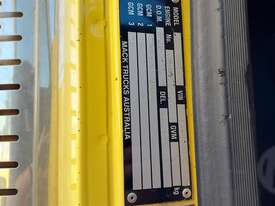 MODEL VIN
ENGINE No.
D.O.M. DEL. GVM kg
GCM 1
GCM 2
GCM 3
MACK TRUCKS AUSTRALIA